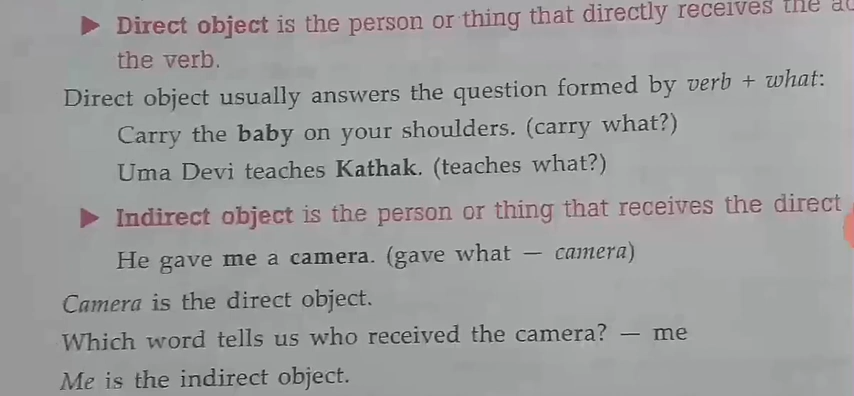 ▶ Direct object is the person or thing that directly receives the
the verb.
Direct object usually answers the question formed by verb + what:
Carry the baby on your shoulders. (carry what?)
Uma Devi teaches Kathak. (teaches what?)
▶ Indirect object is the person or thing that receives the direct
He gave me a camera. (gave what — camera)
Camera is the direct object.
Which word tells us who received the camera? — me
Me is the indirect object.